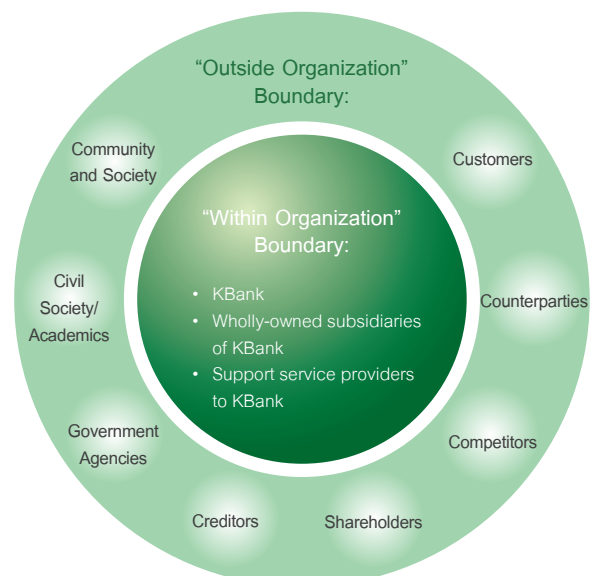 “Outside Organization”
Boundary:
Community
and Society
Customers
“Within Organization”
Boundary:
• KBank
• Wholly-owned subsidiaries
of KBank
• Support service providers
to KBank
Civil
Society/
Academics
Counterparties
Government
Agencies
Competitors
Creditors
Shareholders